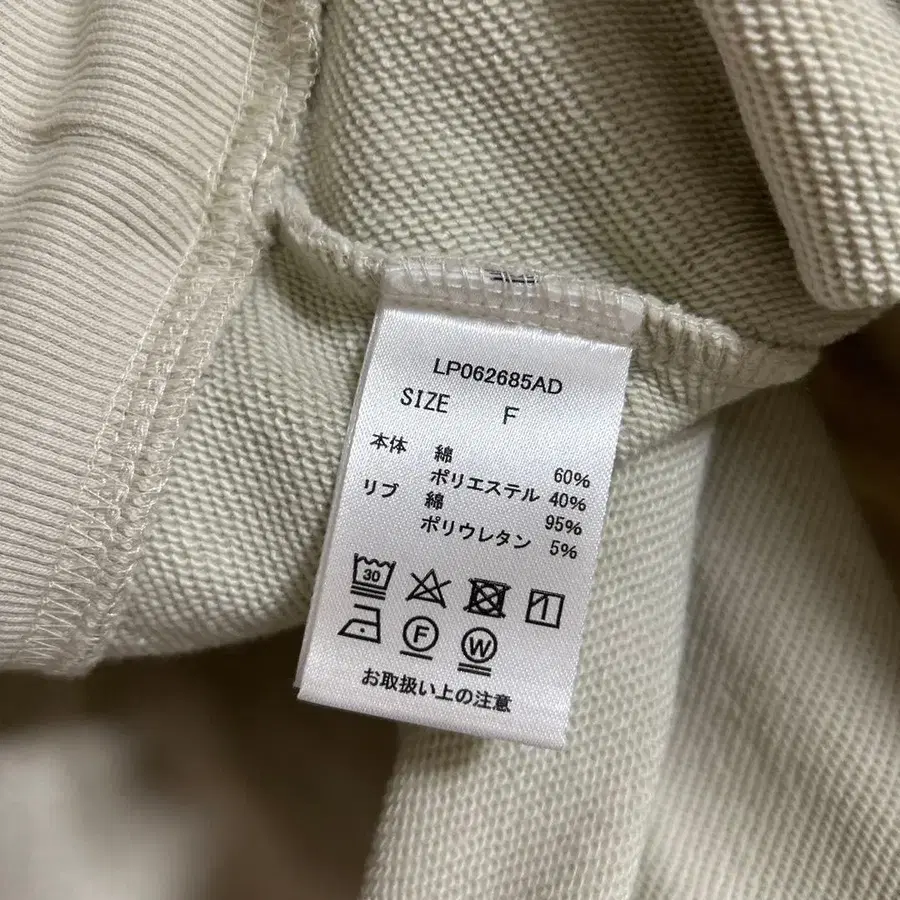 LP062685AD
SIZE F
本体 綿 60%
ポリエステル 40%
リブ 綿 95%
ポリウレタン 5%
30
F W
お取扱い上の注意